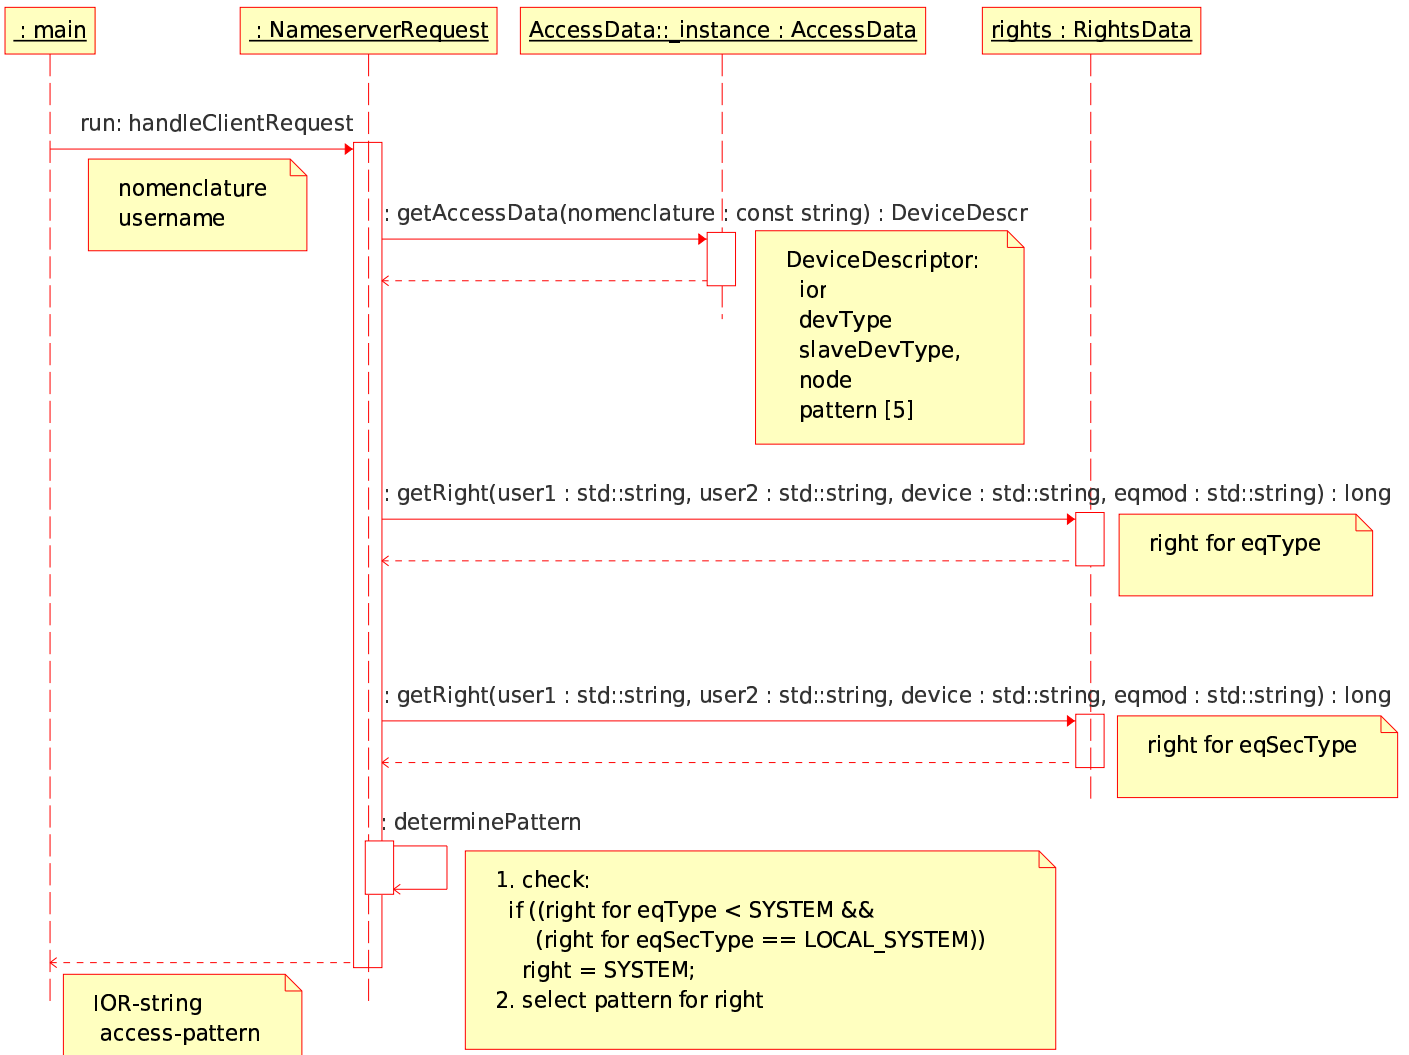 : main
: NameserverRequest
AccessData::_instance : AccessData
rights : RightsData
run: handleClientRequest
nomenclature
username
: getAccessData(nomenclature : const string) : DeviceDescr
DeviceDescriptor:
ior
devType
slaveDevType,
node
pattern [5]
: getRight(user1 : std::string, user2 : std::string, device : std::string, eqmod : std::string) : long
right for eqType
: getRight(user1 : std::string, user2 : std::string, device : std::string, eqmod : std::string) : long
right for eqSecType
: determinePattern
1. check:
if ((right for eqType < SYSTEM &&
(right for eqSecType == LOCAL_SYSTEM))
right = SYSTEM;
2. select pattern for right
IOR-string
access-pattern